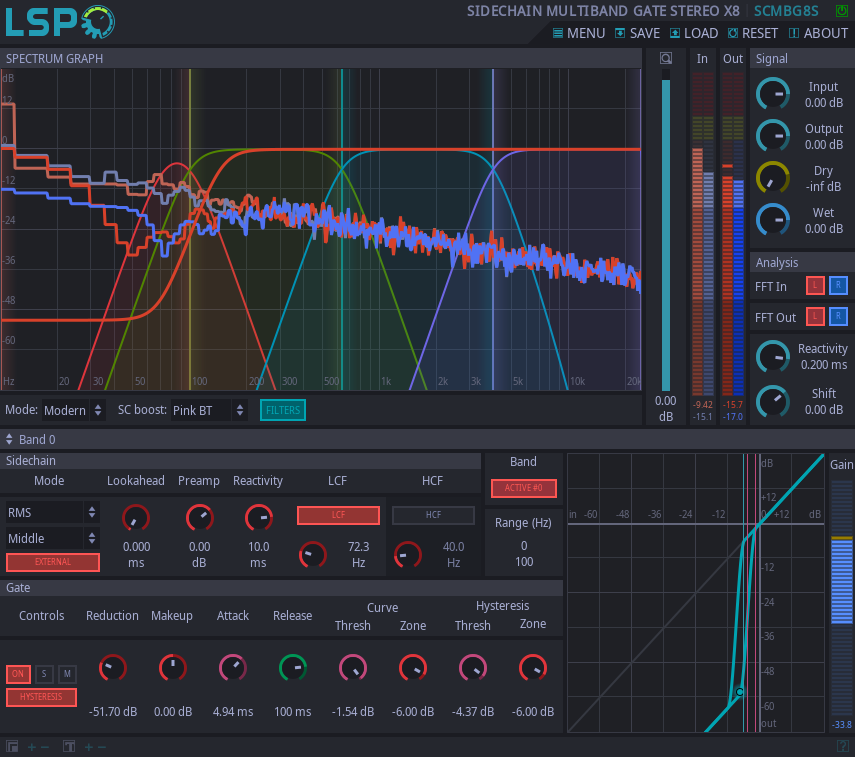 LSP
SIDECHAIN MULTIBAND GATE STEREO X8 SCMBG8S
MENU SAVE LOAD RESET ABOUT
SPECTRUM GRAPH
In Out
Signal
dB
12
0
-12
-24
-36
-48
-60
Hz 20 30 50 100 200 300 500 1k 2k 3k 5k 10k 20k
0.00
dB
-9.42 -15.7
-15.1 -17.0
Input
0.00 dB
Output
0.00 dB
Dry
-inf dB
Wet
0.00 dB
Analysis
FFT In L R
FFT Out L R
Reactivity
0.200 ms
Shift
0.00 dB
Mode: Modern SC boost: Pink BT FILTERS
Band 0
Sidechain
Mode Lookahead Preamp Reactivity LCF HCF
RMS
Middle
EXTERNAL
0.000
ms
0.00
dB
10.0
ms
LCF
72.3
Hz
HCF
40.0
Hz
Band
ACTIVE #0
Range (Hz)
0
100
Gate
Controls Reduction Makeup Attack Release
Curve
Thresh Zone
Hysteresis
Thresh Zone
ON S M
HYSTERESIS
-51.70 dB 0.00 dB 4.94 ms 100 ms -1.54 dB -6.00 dB -4.37 dB -6.00 dB
dB
+12
in -60 -48 -36 -24 -12 0 +12 dB
-12
-24
-36
-48
-60
out
Gain
-33.8